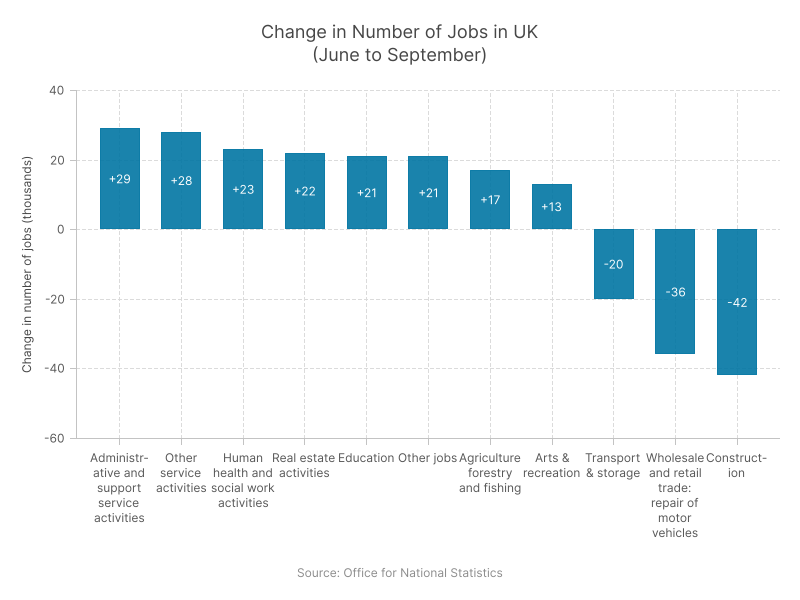 Change in Number of Jobs in UK
(June to September)
Change in number of jobs (thousands)
40
20
0
-20
-40
-60
+29
+28
+23
+22
+21
+21
+17
+13
-20
-36
-42
Administr-
ative and
support
service
activities
Other
service
activities
Human
health and
social work
activities
Real estate
activities
Education
Other jobs
Agriculture
forestry
and fishing
Arts &
recreation
Transport
& storage
Wholesale
and retail
trade:
repair of
motor
vehicles
Construct-
ion
Source: Office for National Statistics